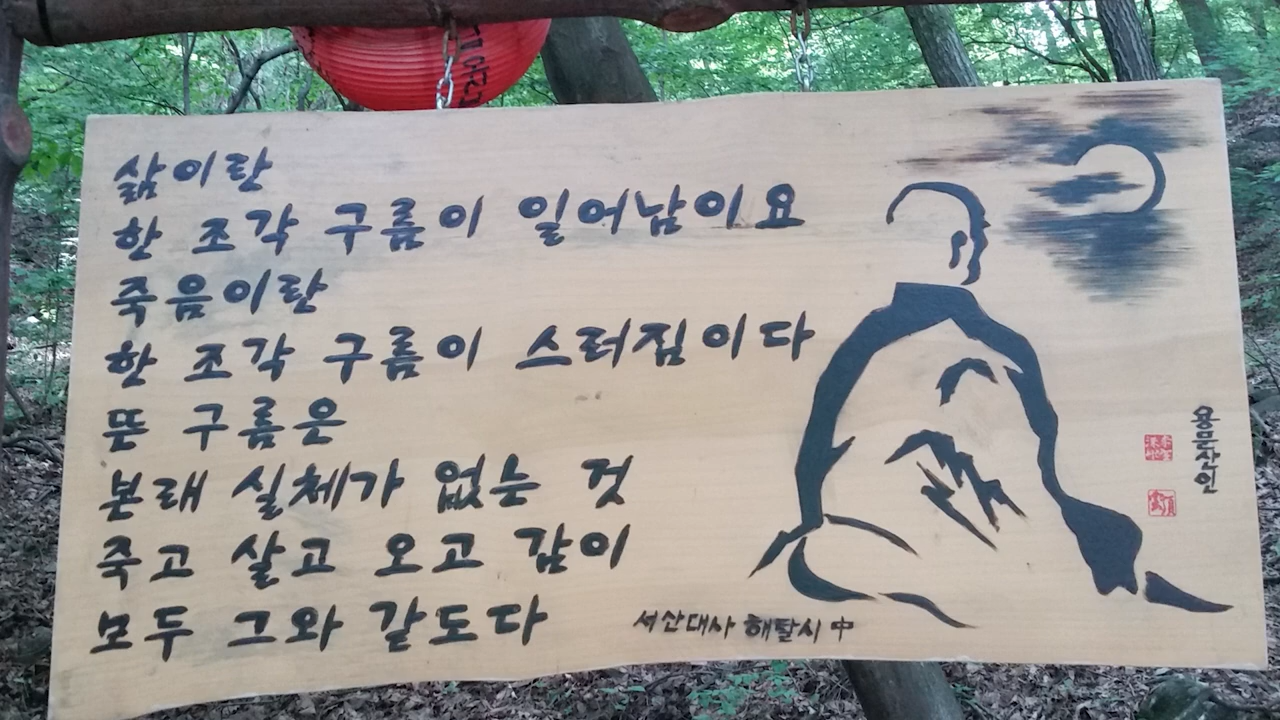 삶이란
한 조각 구름이 일어남이요
죽음이란
한 조각 구름이 스러짐이다
뜬 구름은
본래 실체가 없는 것
죽고 살고 오고 감이
모두 그와 같도다
서산대사 해탈시 中
용문산인